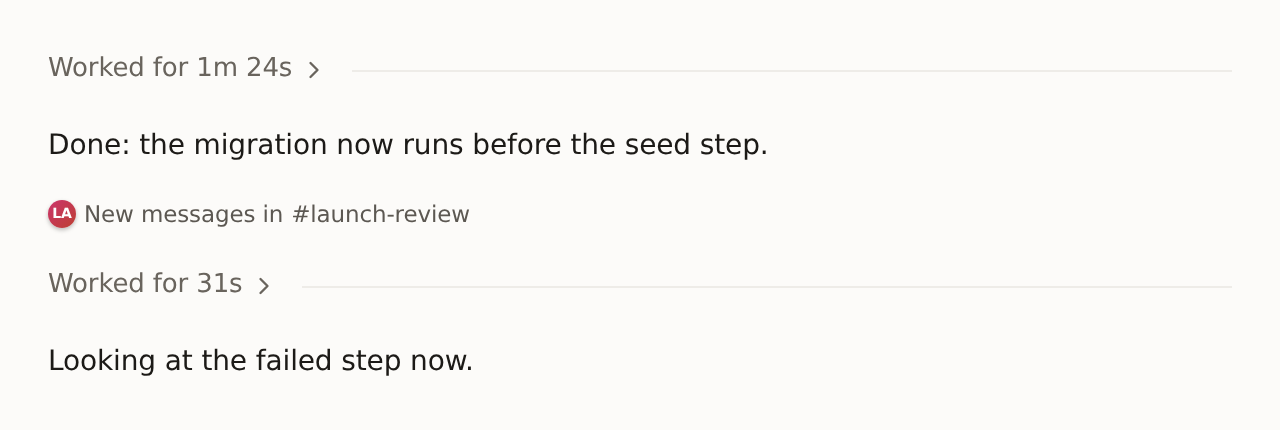 Worked for 1m 24s
Done: the migration now runs before the seed step.
LA New messages in #launch-review
Worked for 31s
Looking at the failed step now.